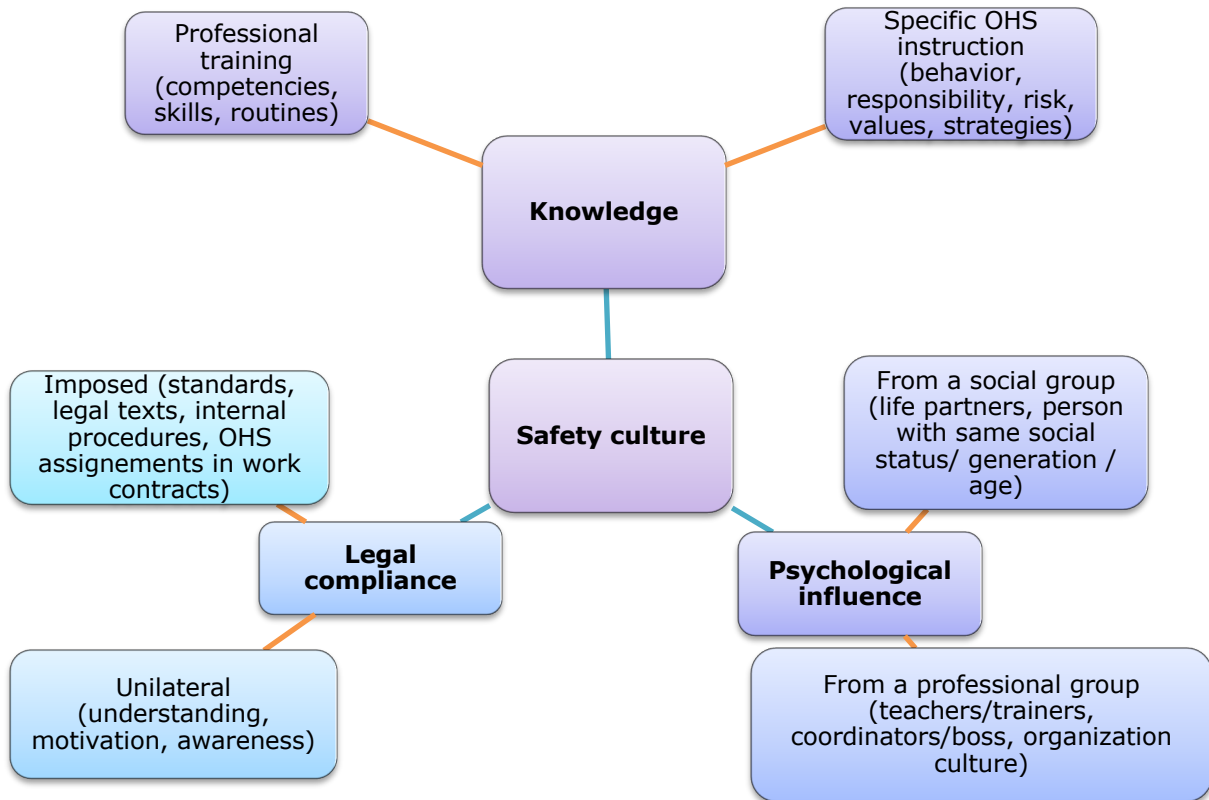 Professional
training
(competencies,
skills, routines)
Specific OHS
instruction
(behavior,
responsibility, risk,
values, strategies)
Knowledge
Imposed (standards,
legal texts, internal
procedures, OHS
assignements in work
contracts)
Safety culture
From a social group
(life partners, person
with same social
status/ generation /
age)
Legal
compliance
Psychological
influence
Unilateral
(understanding,
motivation, awareness)
From a professional group
(teachers/trainers,
coordinators/boss, organization
culture)